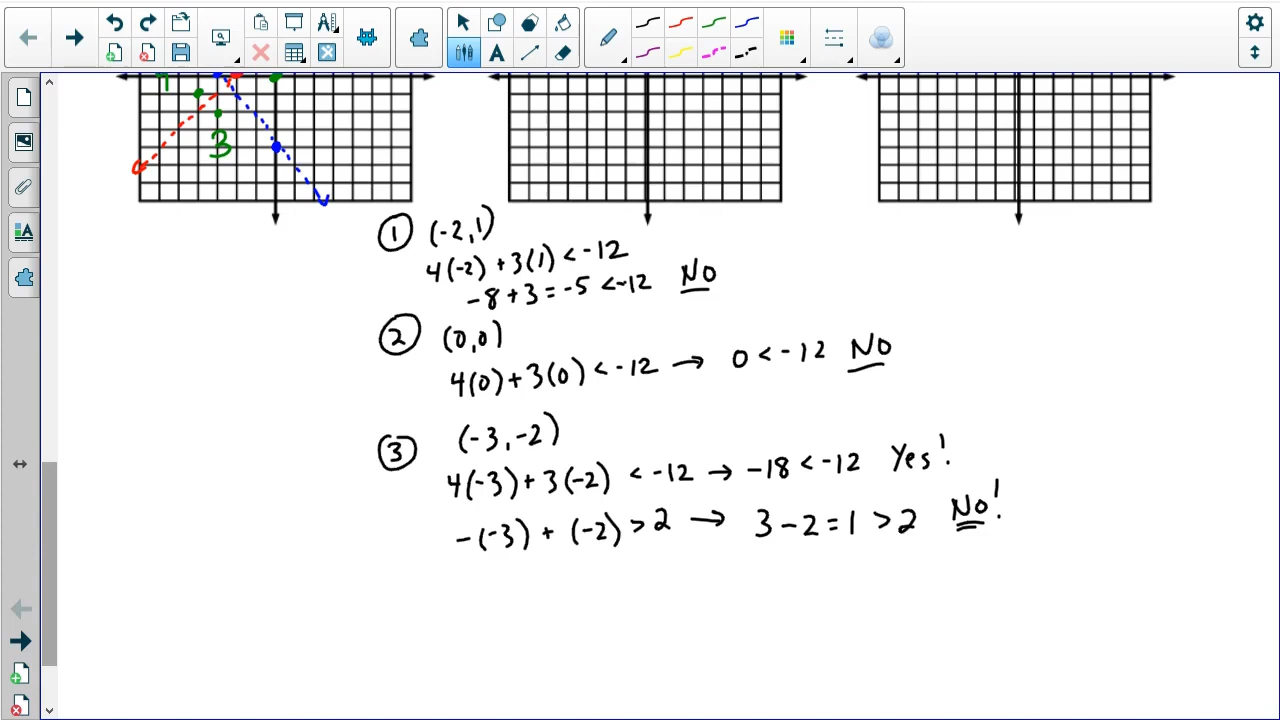 3
① (-2,1)
4(-2) +3(1) < -12
-8+3 = -5 <-12 NO
② (0,0)
4(0)+3(0) < -12 → 0 < -12 NO
③ (-3,-2)
4(-3)+3(-2) < -12 → -18 < -12 Yes!
-(-3) + (-2) > 2 → 3-2=1 >2 NO!